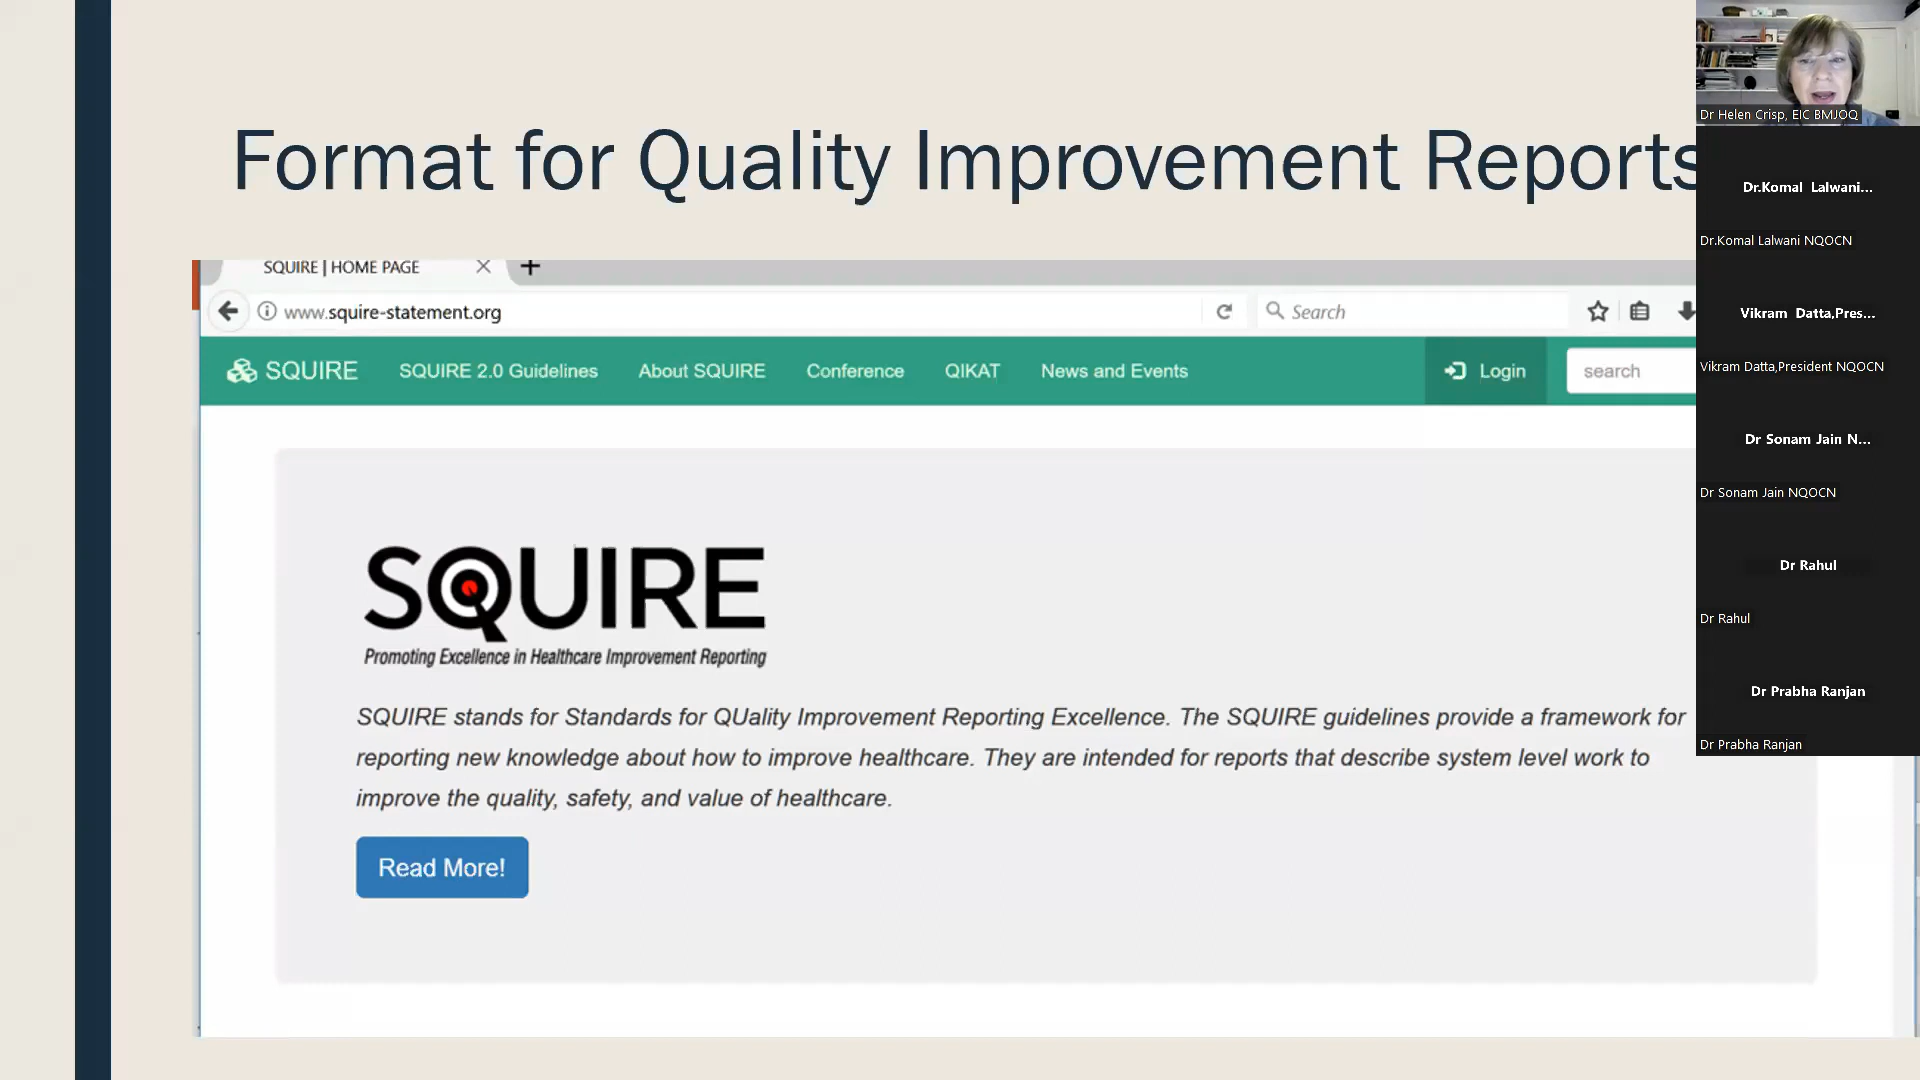 Format for Quality Improvement Reports
SQUIRE | HOME PAGE
www.squire-statement.org
Search
SQUIRE
SQUIRE 2.0 Guidelines
About SQUIRE
Conference
QIKAT
News and Events
Login
search
SQUIRE
Promoting Excellence in Healthcare Improvement Reporting
SQUIRE stands for Standards for QUality Improvement Reporting Excellence. The SQUIRE guidelines provide a framework for
reporting new knowledge about how to improve healthcare. They are intended for reports that describe system level work to
improve the quality, safety, and value of healthcare.
Read More!
Dr Helen Crisp, EIC BMJOQ
Dr.Komal Lalwani...
Dr.Komal Lalwani NQOCN
Vikram Datta,Pres...
Vikram Datta,President NQOCN
Dr Sonam Jain N...
Dr Sonam Jain NQOCN
Dr Rahul
Dr Rahul
Dr Prabha Ranjan
Dr Prabha Ranjan